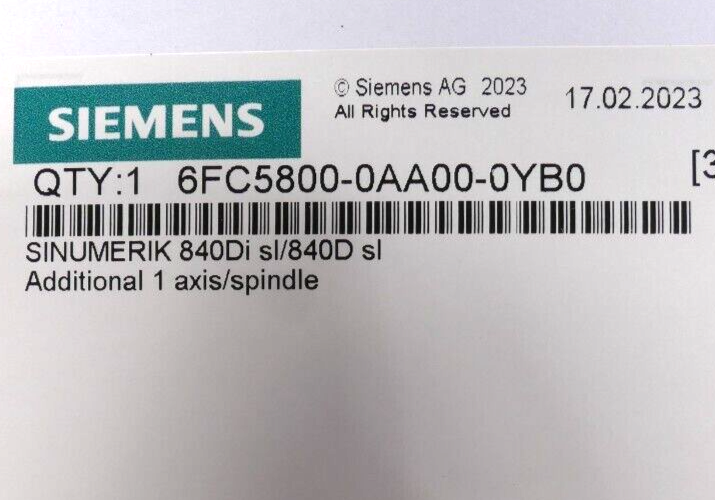 SIEMENS
© Siemens AG 2023
All Rights Reserved
17.02.2023
QTY:1 6FC5800-0AA00-0YB0
SINUMERIK 840Di sl/840D sl
Additional 1 axis/spindle